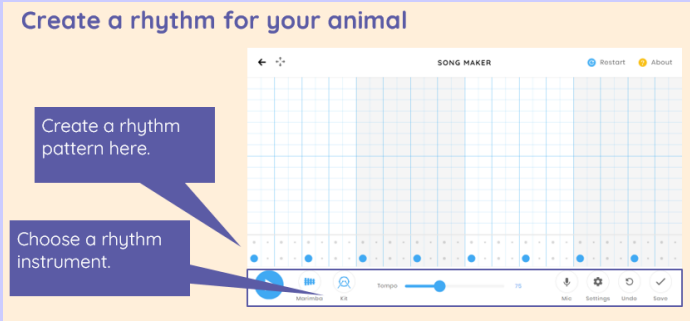 Create a rhythm for your animal
SONG MAKER
Restart
About
Create a rhythm
pattern here.
Choose a rhythm
instrument.
Marimba
Kit
Tempo
75
Mic
Settings
Undo
Save